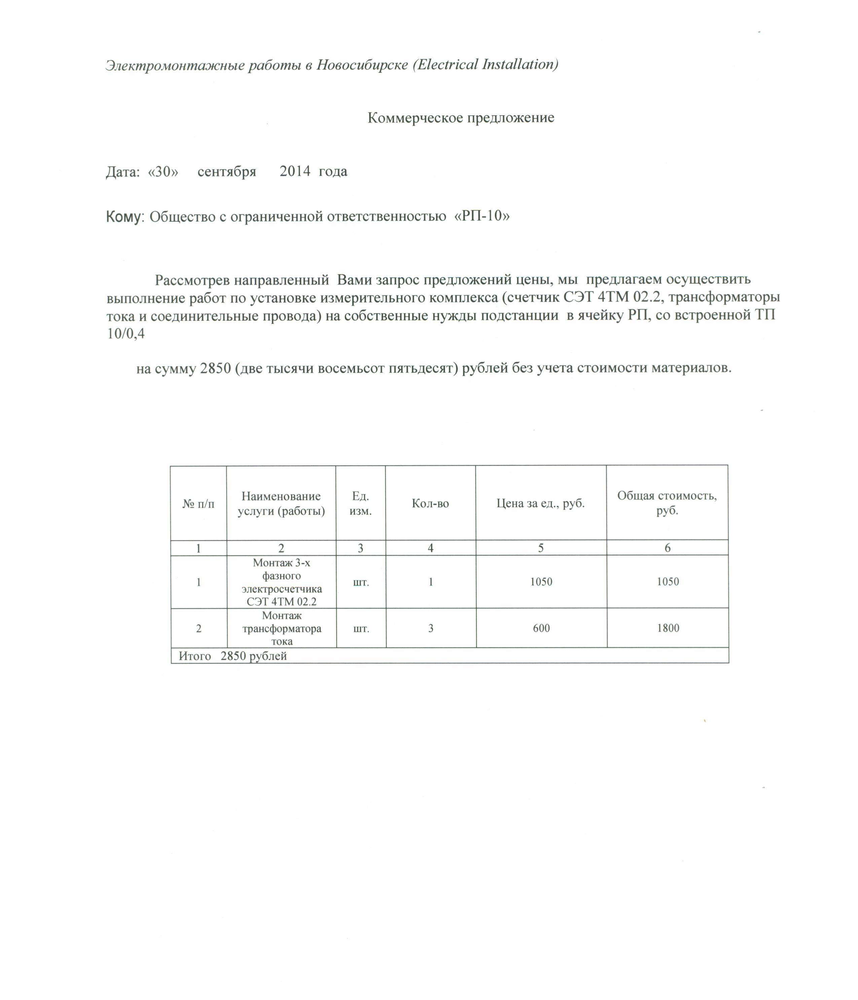 Электромонтажные работы в Новосибирске (Electrical Installation)
Коммерческое предложение
Дата: «30» сентября 2014 года
Кому: Общество с ограниченной ответственностью «РП-10»
Рассмотрев направленный Вами запрос предложений цены, мы предлагаем осуществить
выполнение работ по установке измерительного комплекса (счетчик СЭТ 4ТМ 02.2, трансформаторы
тока и соединительные провода) на собственные нужды подстанции в ячейку РП, со встроенной ТП
10/0,4
на сумму 2850 (две тысячи восемьсот пятьдесят) рублей без учета стоимости материалов.
№ п/п
Наименование
услуги (работы)
Ед.
изм.
Кол-во
Цена за ед., руб.
Общая стоимость,
руб.
1 2 3 4 5 6
1
Монтаж 3-х
фазного
электросчетчика
СЭТ 4ТМ 02.2
шт.
1
1050
1050
2
Монтаж
трансформатора
тока
шт.
3
600
1800
Итого 2850 рублей